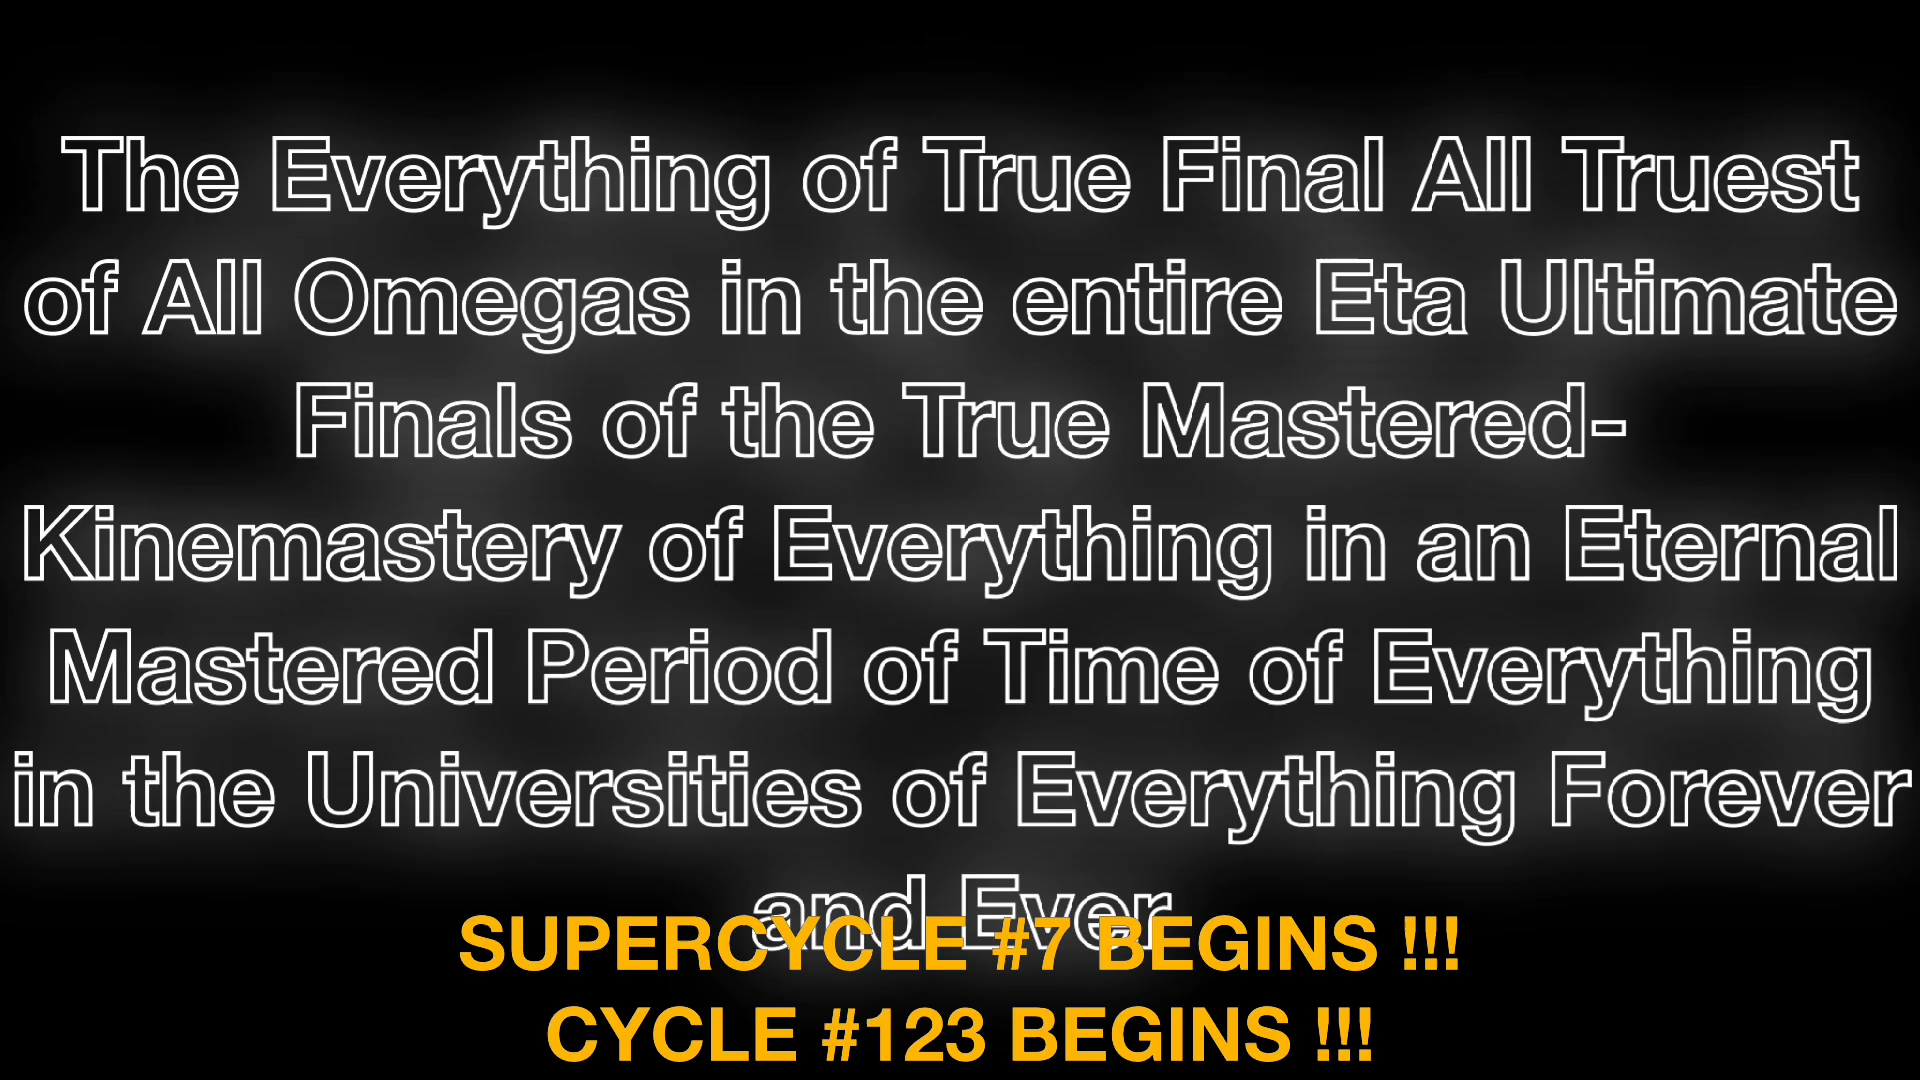 The Everything of True Final All Truest
of All Omegas in the entire Eta Ultimate
Finals of the True Mastered-
Kinemastery of Everything in an Eternal
Mastered Period of Time of Everything
in the Universities of Everything Forever
and Ever
SUPERCYCLE #7 BEGINS !!!
CYCLE #123 BEGINS !!!